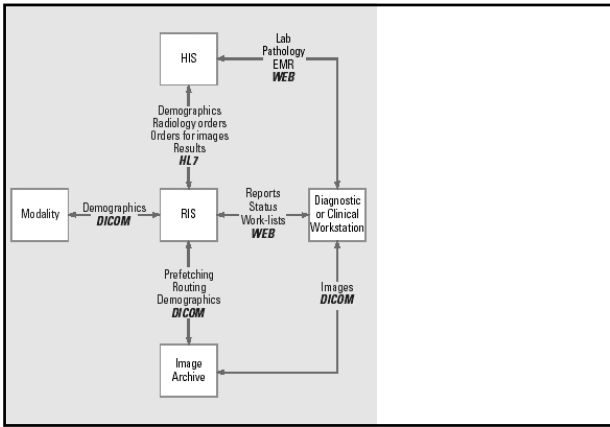 HIS
Lab
Pathology
EMR
WEB
Demographics
Radiology orders
Orders for images
Results
HL7
Modality
Demographics
DICOM
RIS
Reports
Status
Work-lists
WEB
Diagnostic
or Clinical
Workstation
Prefetching
Routing
Demographics
DICOM
Images
DICOM
Image
Archive